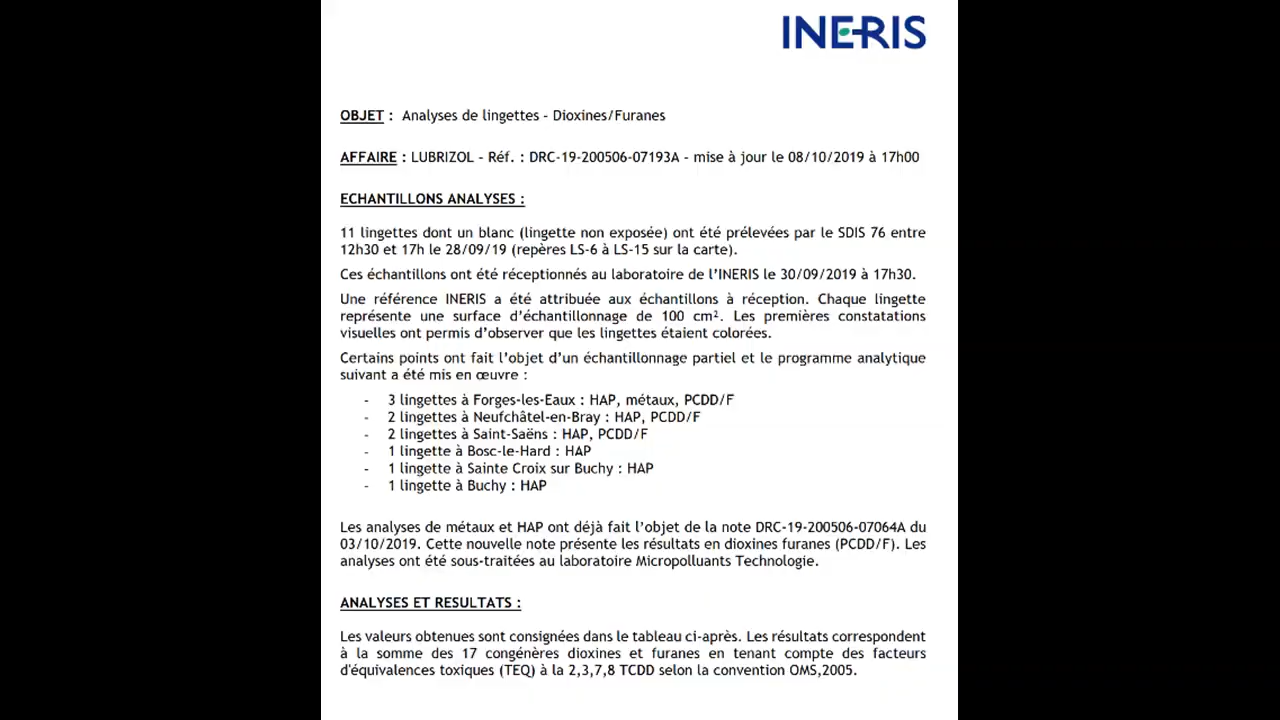 INERIS
OBJET : Analyses de lingettes - Dioxines/Furanes
AFFAIRE : LUBRIZOL - Réf. : DRC-19-200506-07193A - mise à jour le 08/10/2019 à 17h00
ECHANTILLONS ANALYSES :
11 lingettes dont un blanc (lingette non exposée) ont été prélevées par le SDIS 76 entre
12h30 et 17h le 28/09/19 (repères LS-6 à LS-15 sur la carte).
Ces échantillons ont été réceptionnés au laboratoire de l'INERIS le 30/09/2019 à 17h30.
Une référence INERIS a été attribuée aux échantillons à réception. Chaque lingette
représente une surface d'échantillonnage de 100 cm². Les premières constatations
visuelles ont permis d'observer que les lingettes étaient colorées.
Certains points ont fait l'objet d'un échantillonnage partiel et le programme analytique
suivant a été mis en œuvre :
- 3 lingettes à Forges-les-Eaux : HAP, métaux, PCDD/F
- 2 lingettes à Neufchâtel-en-Bray : HAP, PCDD/F
- 2 lingettes à Saint-Saëns : HAP, PCDD/F
- 1 lingette à Bosc-le-Hard : HAP
- 1 lingette à Sainte Croix sur Buchy : HAP
- 1 lingette à Buchy : HAP
Les analyses de métaux et HAP ont déjà fait l'objet de la note DRC-19-200506-07064A du
03/10/2019. Cette nouvelle note présente les résultats en dioxines furanes (PCDD/F). Les
analyses ont été sous-traitées au laboratoire Micropolluants Technologie.
ANALYSES ET RESULTATS :
Les valeurs obtenues sont consignées dans le tableau ci-après. Les résultats correspondent
à la somme des 17 congénères dioxines et furanes en tenant compte des facteurs
d'équivalences toxiques (TEQ) à la 2,3,7,8 TCDD selon la convention OMS,2005.